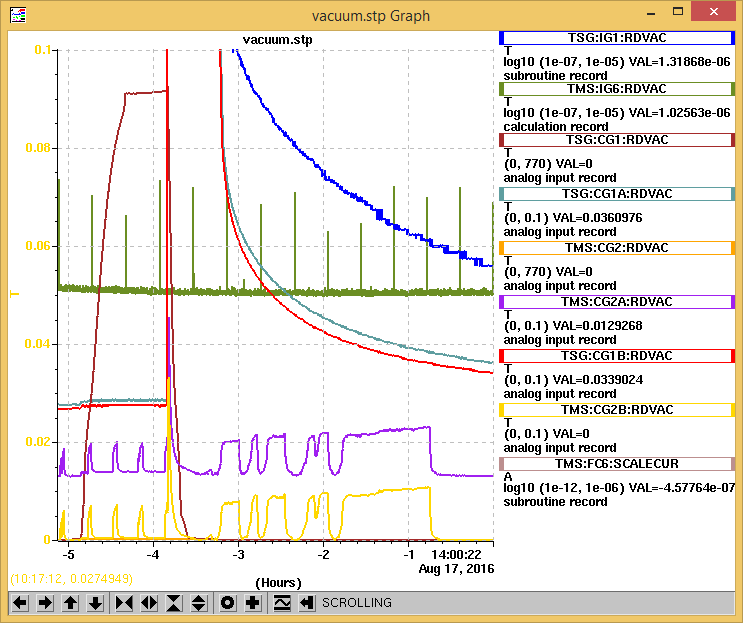 vacuum.stp Graph
vacuum.stp
0.1
0.08
0.06
T
0.04
0.02
0
-5
-4
-3
-2
-1
14:00:22
Aug 17, 2016
(10:17:12, 0.0274949)
(Hours)
TSG:IG1:RDVAC
T
log10 (1e-07, 1e-05) VAL=1.31868e-06
subroutine record
TMS:IG6:RDVAC
T
log10 (1e-07, 1e-05) VAL=1.02563e-06
calculation record
TSG:CG1:RDVAC
T
(0, 770) VAL=0
analog input record
TSG:CG1A:RDVAC
T
(0, 0.1) VAL=0.0360976
analog input record
TMS:CG2:RDVAC
T
(0, 770) VAL=0
analog input record
TMS:CG2A:RDVAC
T
(0, 0.1) VAL=0.0129268
analog input record
TSG:CG1B:RDVAC
T
(0, 0.1) VAL=0.0339024
analog input record
TMS:CG2B:RDVAC
T
(0, 0.1) VAL=0
analog input record
TMS:FC6:SCALECUR
A
log10 (1e-12, 1e-06) VAL=-4.57764e-07
subroutine record
SCROLLING